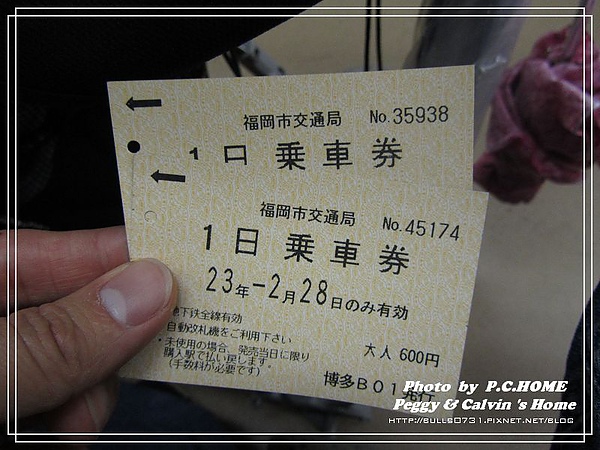 福岡市交通局 No.35938
1日乗車券
福岡市交通局 No.45174
1日乗車券
23年-2月28日のみ有効
地下鉄全線有効
自動改札機をご利用下さい
大人 600円
・未使用の場合、発売当日に限り
購入駅で払い戻します。
(手数料が必要です)
博多B01発行
Photo by P.C.HOME
Peggy & Calvin 's Home
http://bulls0731.pixnet.net/blog